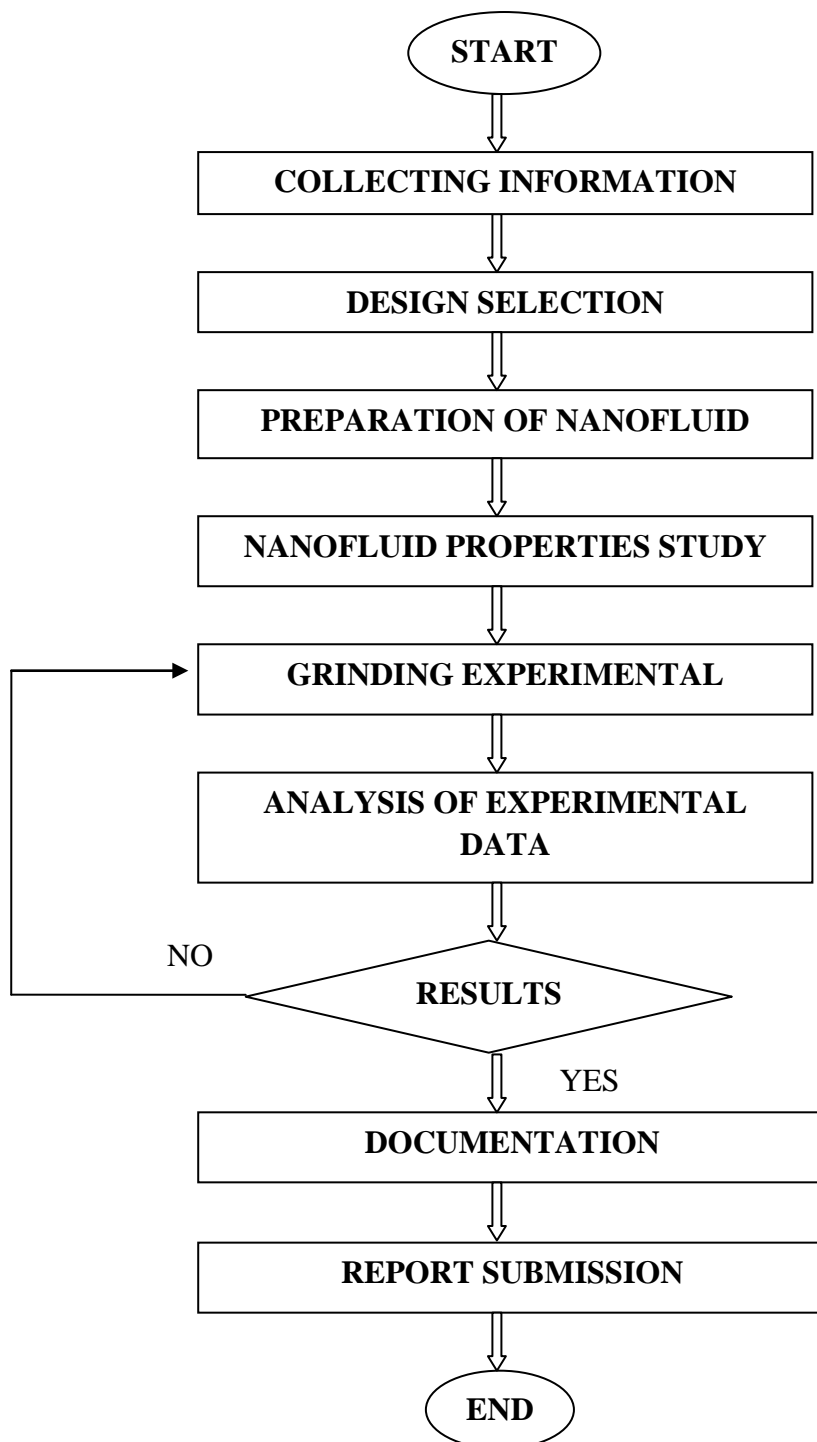 START
COLLECTING INFORMATION
DESIGN SELECTION
PREPARATION OF NANOFLUID
NANOFLUID PROPERTIES STUDY
GRINDING EXPERIMENTAL
ANALYSIS OF EXPERIMENTAL
DATA
NO
RESULTS
YES
DOCUMENTATION
REPORT SUBMISSION
END